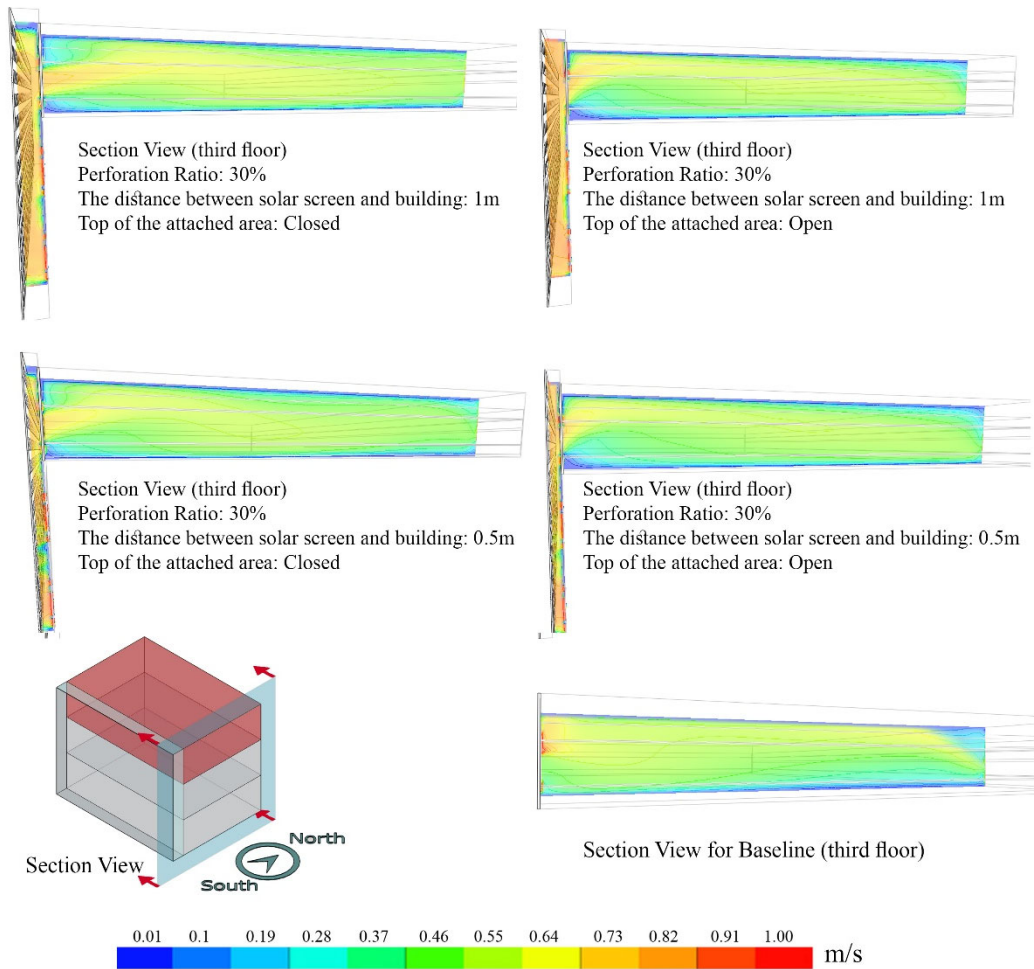 Section View (third floor)
Perforation Ratio: 30%
The distance between solar screen and building: 1m
Top of the attached area: Closed
Section View (third floor)
Perforation Ratio: 30%
The distance between solar screen and building: 1m
Top of the attached area: Open
Section View (third floor)
Perforation Ratio: 30%
The distance between solar screen and building: 0.5m
Top of the attached area: Closed
Section View (third floor)
Perforation Ratio: 30%
The distance between solar screen and building: 0.5m
Top of the attached area: Open
North
South
Section View
Section View for Baseline (third floor)
0.01 0.1 0.19 0.28 0.37 0.46 0.55 0.64 0.73 0.82 0.91 1.00
m/s